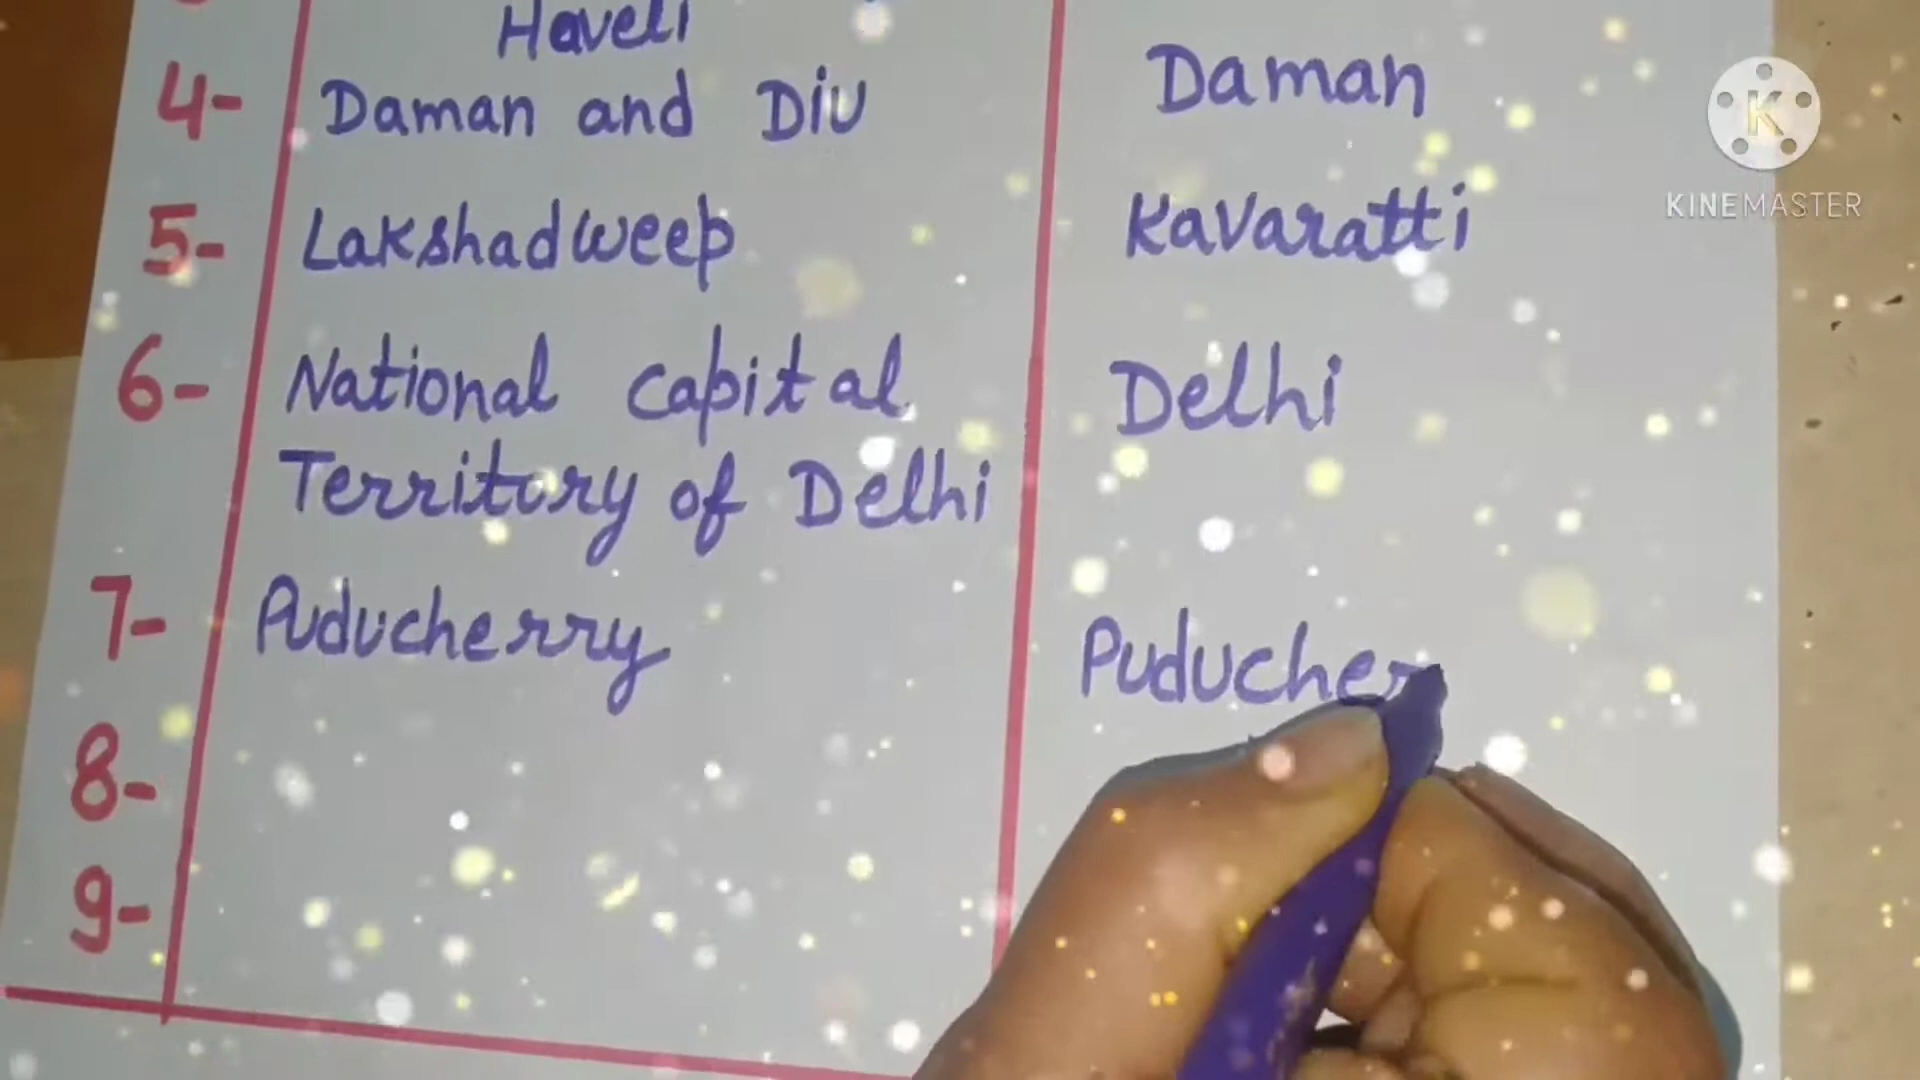 Haveli
4- Daman and Diu Daman
5- Lakshadweep Kavaratti
6- National Capital Delhi
Territory of Delhi
7- Puducherry Puducher
8-
9-
K
KINEMASTER